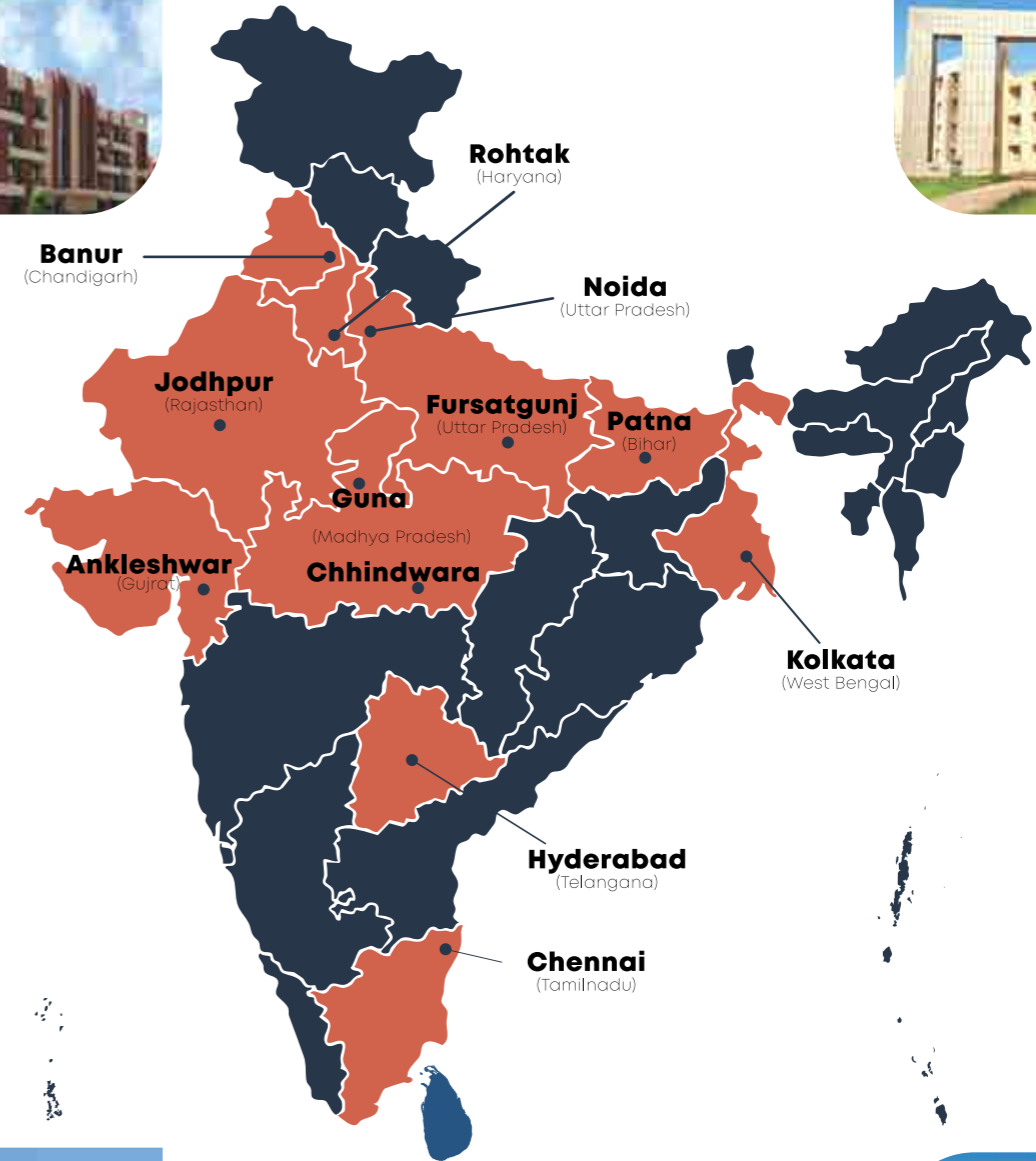 Rohtak
(Haryana)
Banur
(Chandigarh)
Noida
(Uttar Pradesh)
Jodhpur
(Rajasthan)
Fursatgunj
(Uttar Pradesh)
Patna
(Bihar)
Guna
(Madhya Pradesh)
Ankleshwar
(Gujrat)
Chhindwara
Kolkata
(West Bengal)
Hyderabad
(Telangana)
Chennai
(Tamilnadu)